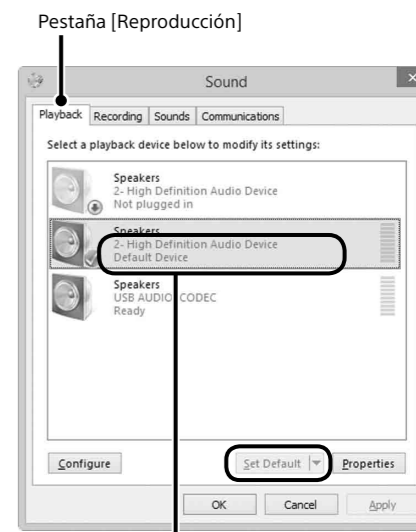 Pestaña [Reproducción]
Sound
Playback Recording Sounds Communications
Select a playback device below to modify its settings:
Speakers
2- High Definition Audio Device
Not plugged in
Speakers
2- High Definition Audio Device
Default Device
Speakers
USB AUDIO CODEC
Ready
Configure Set Default Properties
OK Cancel Apply